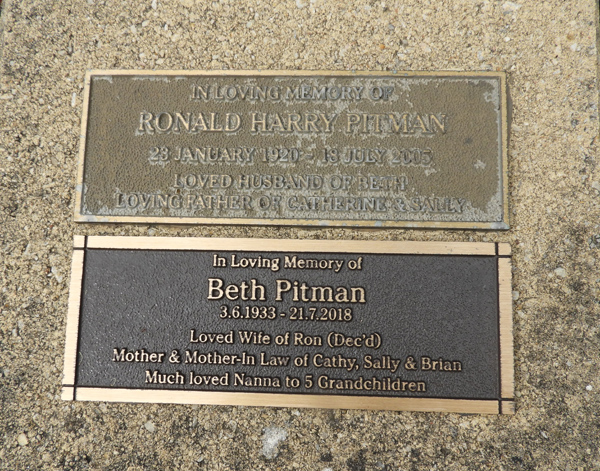 IN LOVING MEMORY OF
RONALD HARRY PITMAN
28 JANUARY 1920 - 18 JULY 2005
LOVED HUSBAND OF BETH
LOVING FATHER OF CATHERINE & SALLY
In Loving Memory of
Beth Pitman
3.6.1933 - 21.7.2018
Loved Wife of Ron (Dec'd)
Mother & Mother-In Law of Cathy, Sally & Brian
Much loved Nanna to 5 Grandchildren